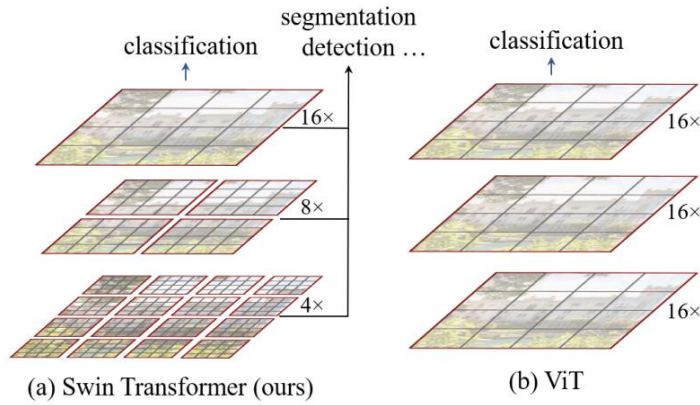 segmentation
classification
detection …
classification
16×
8×
4×
16×
16×
16×
(a) Swin Transformer (ours)
(b) ViT